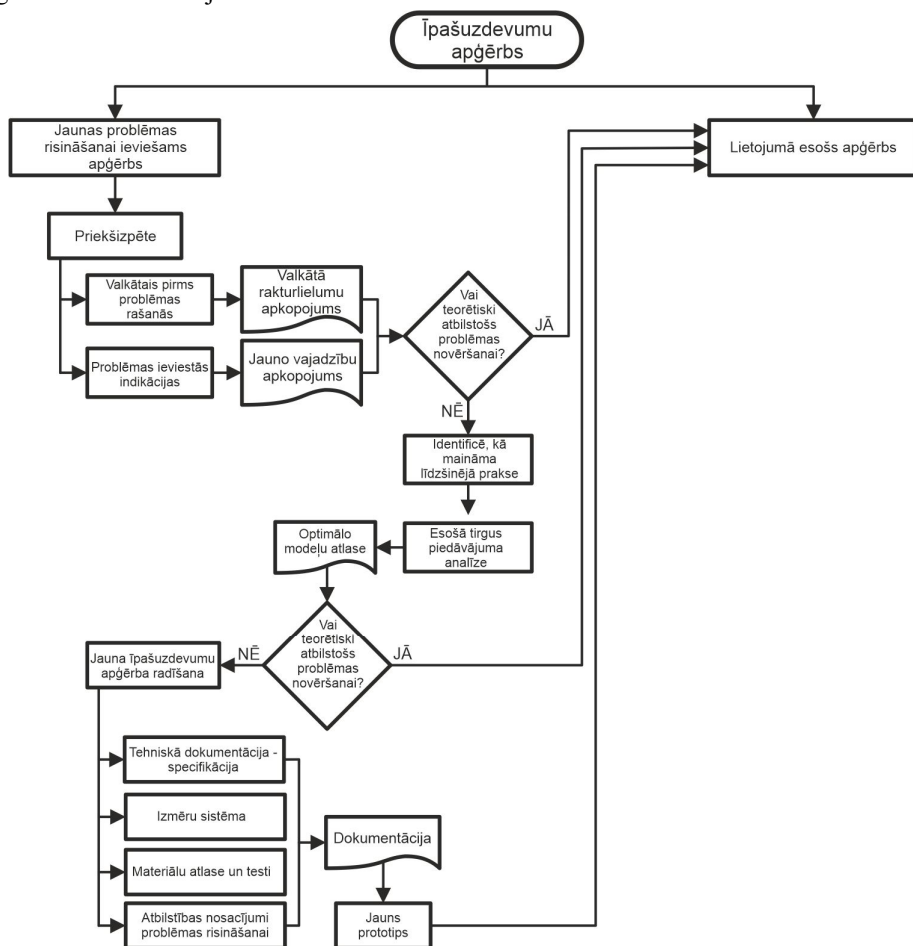 Īpašuzdevumu
apģērbs
Jaunas problēmas
risināšanai ieviešams
apģērbs
Lietojumā esošs apģērbs
Priekšizpēte
Valkātais pirms
problēmas
rašanās
Valkātā
rakturlielumu
apkopojums
Vai
teorētiski
atbilstošs
problēmas
novēršanai?
JĀ
Problēmas ieviestās
indikācijas
Jauno vajadzību
apkopojums
NĒ
Identificē, kā
maināma
līdzšinējā prakse
Esošā tirgus
piedāvājuma
analīze
Optimālo
modeļu atlase
Vai
teorētiski
atbilstošs
problēmas
novēršanai?
NĒ
JĀ
Jauna īpašuzdevumu
apģērba radīšana
Tehniskā dokumentācija -
specifikācija
Izmēru sistēma
Materiālu atlase un testi
Atbilstības nosacījumi
problēmas risināšanai
Dokumentācija
Jauns
prototips